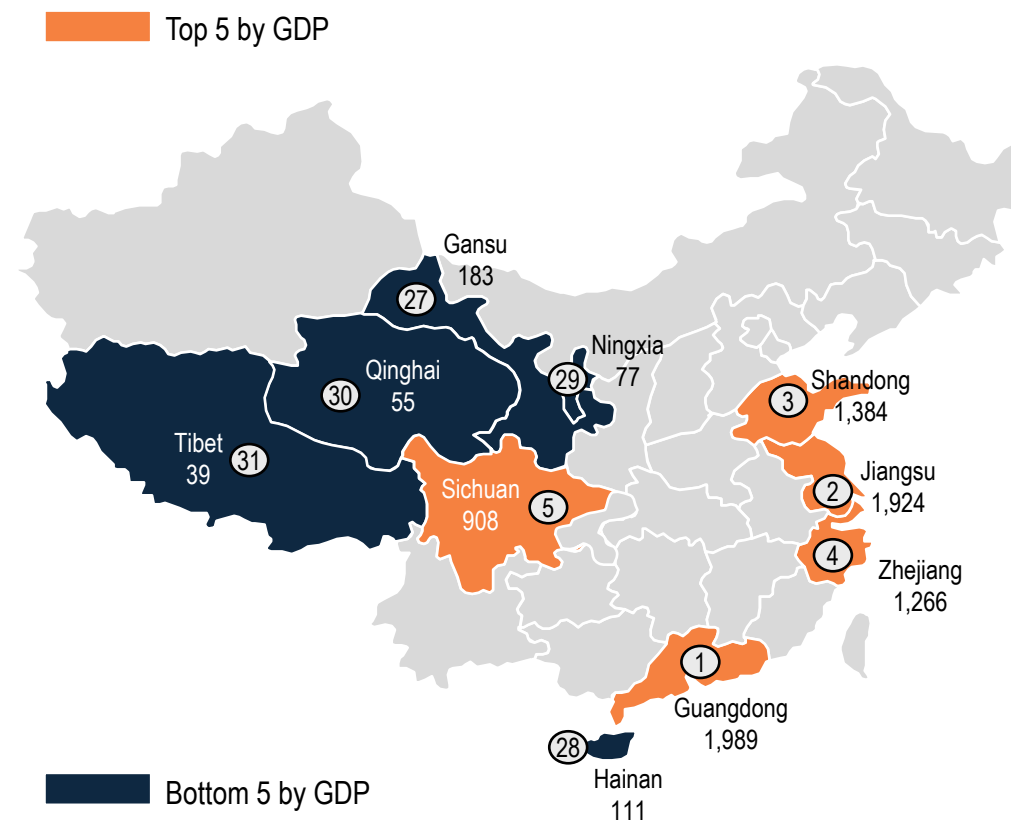 Top 5 by GDP
Gansu
183
27
Ningxia
77
29
Qinghai
55
30
Shandong
1,384
3
Tibet
39
31
Jiangsu
1,924
2
Sichuan
908
5
4
Zhejiang
1,266
1
Guangdong
1,989
28
Hainan
111
Bottom 5 by GDP